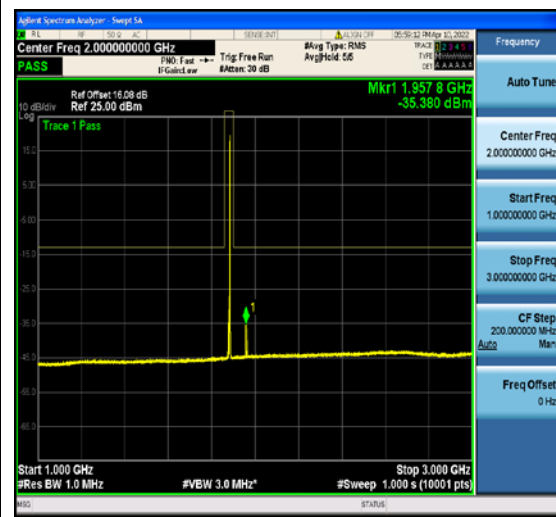 Agilent Spectrum Analyzer - Swept SA
RL RF 50 Ω AC SENSE:INT ALIGN OFF 05:59:12 PM Apr 10, 2022
Center Freq 2.000000000 GHz #Avg Type: RMS TRACE 1 2 3 4 5 6 Frequency
PASS PNO: Fast Trig: Free Run Avg|Hold: 5/5 TYPE
IFGain:Low #Atten: 30 dB DET A A A A A A
Auto Tune
Ref Offset 16.08 dB Mkr1 1.957 8 GHz
10 dB/div Ref 25.00 dBm -35.380 dBm
Log
Trace 1 Pass
Center Freq
2.000000000 GHz
15.0
5.00
Start Freq
1.000000000 GHz
-5.00
-15.0
Stop Freq
3.000000000 GHz
-25.0
1
CF Step
200.000000 MHz
Auto Man
-35.0
-45.0
Freq Offset
0 Hz
-55.0
-65.0
Start 1.000 GHz Stop 3.000 GHz
#Res BW 1.0 MHz #VBW 3.0 MHz* #Sweep 1.000 s (10001 pts)
MSG STATUS